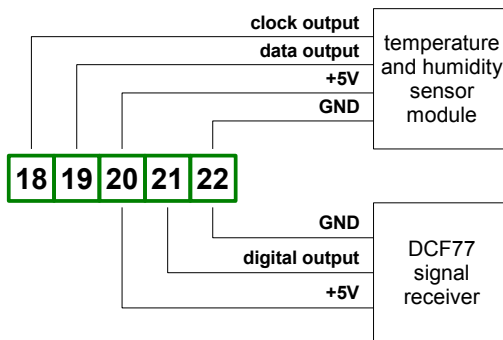 clock output
data output
+5V
GND
temperature
and humidity
sensor
module
18 19 20 21 22
GND
digital output
+5V
DCF77
signal
receiver